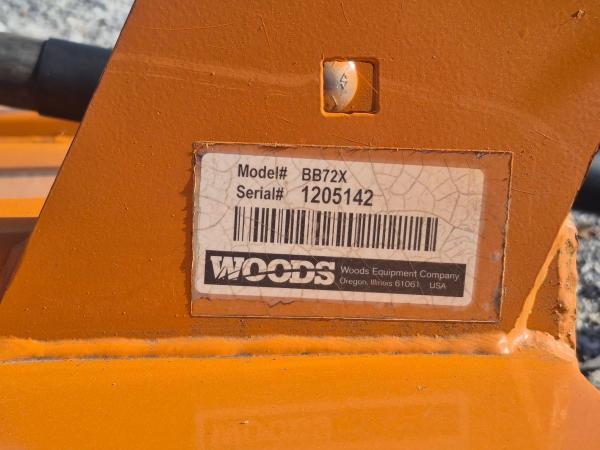 Model# BB72X
Serial# 1205142
WOODS
Woods Equipment Company
Oregon, Illinois 61061 USA